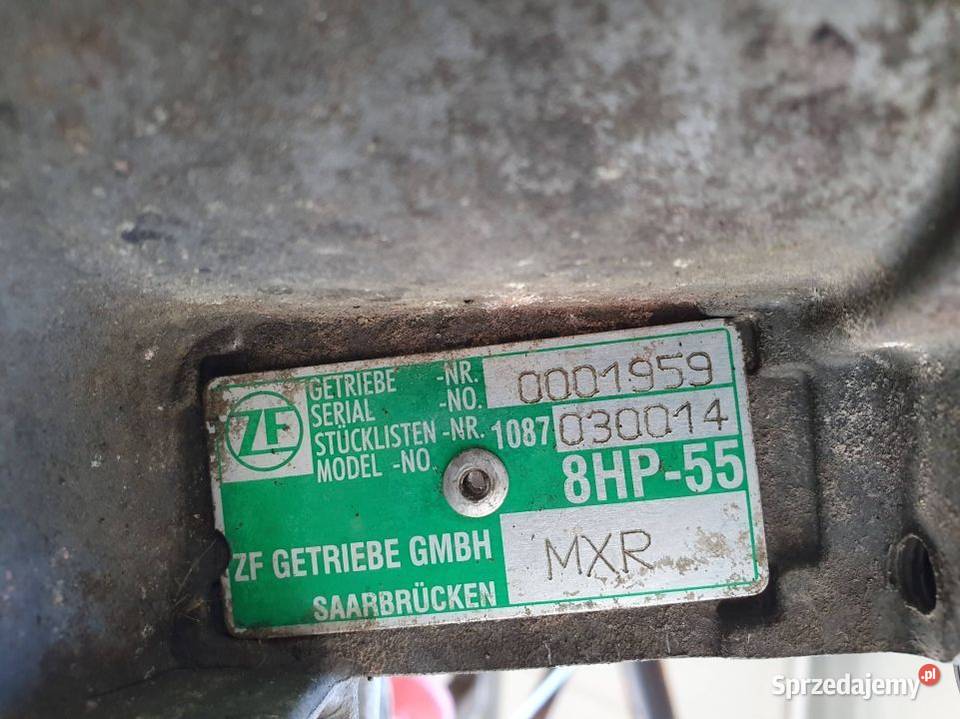 ZF
GETRIEBE -NR. 0001959
SERIAL -NO.
STÜCKLISTEN -NR. 1087 030014
MODEL -NO.
8HP-55
ZF GETRIEBE GMBH
SAARBRÜCKEN
MXR
Sprzedajemy.pl